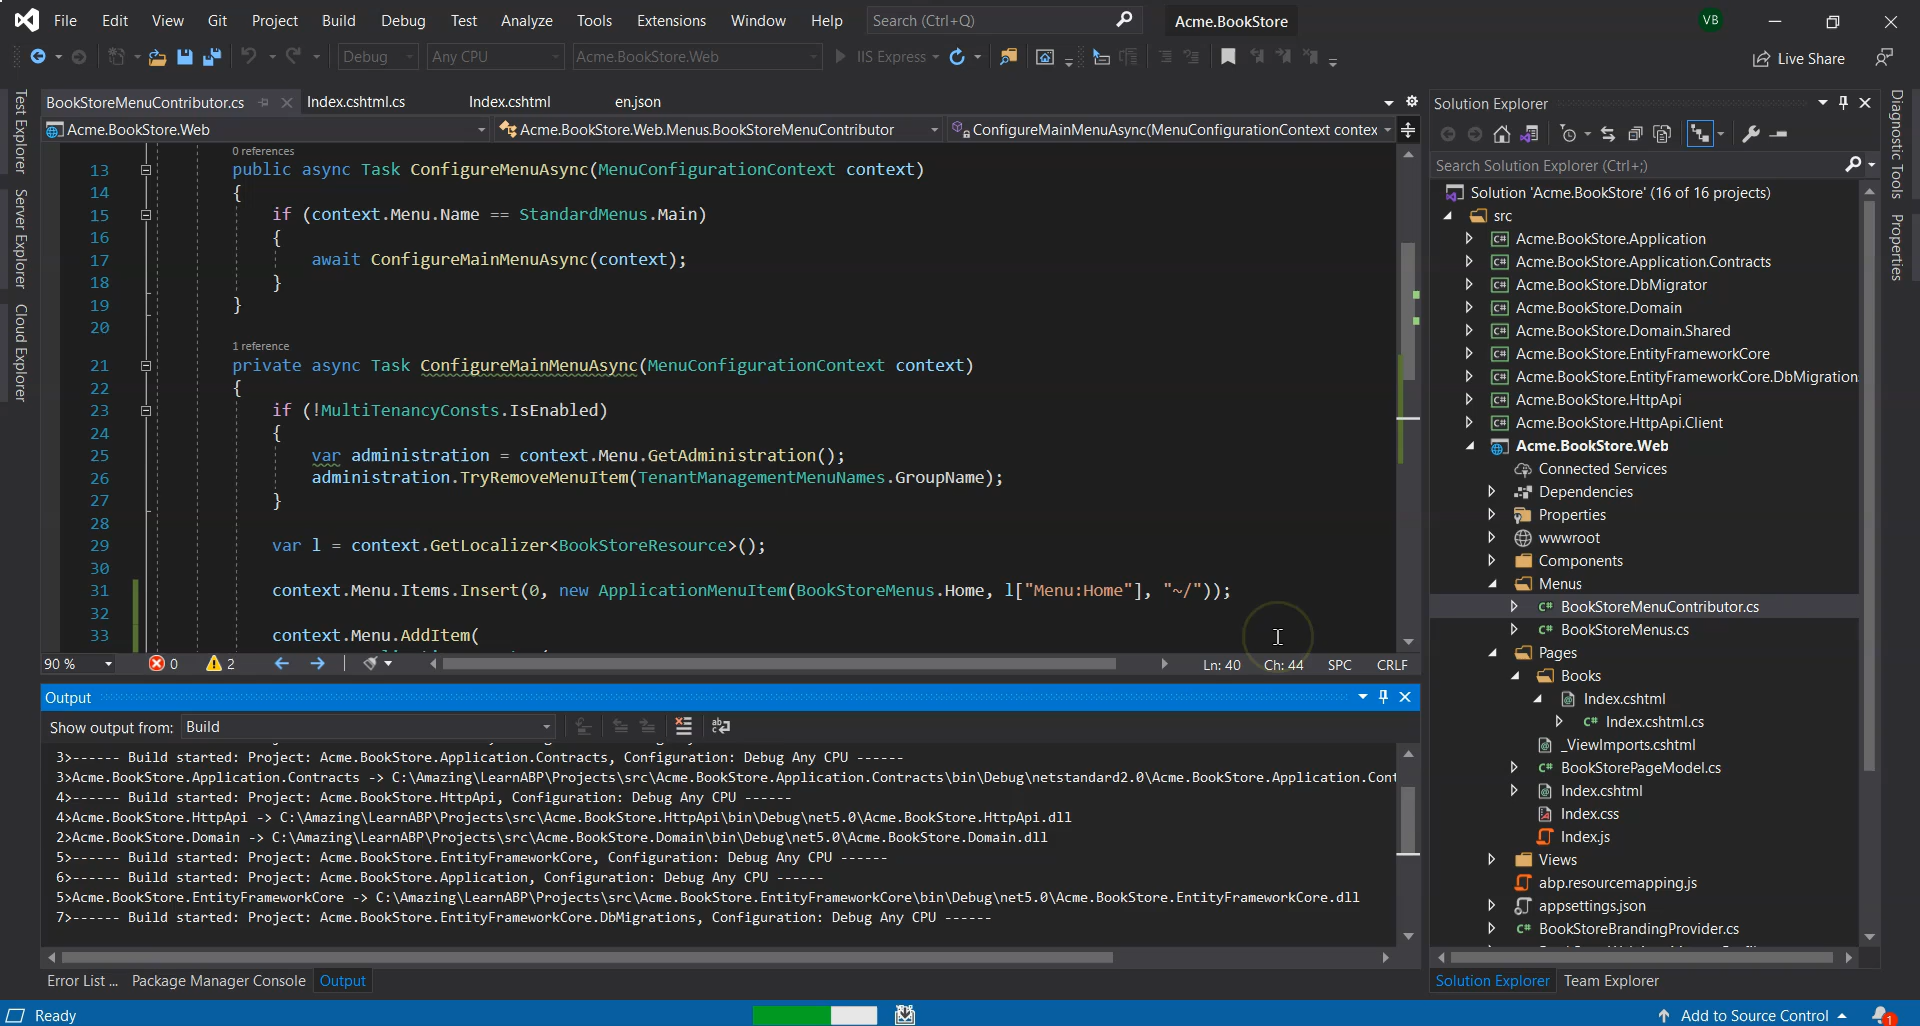 File Edit View Git Project Build Debug Test Analyze Tools Extensions Window Help Search (Ctrl+Q) Acme.BookStore VB
Debug Any CPU Acme.BookStore.Web IIS Express Live Share
Test Explorer
Server Explorer
Cloud Explorer
BookStoreMenuContributor.cs Index.cshtml.cs Index.cshtml en.json
Acme.BookStore.Web Acme.BookStore.Web.Menus.BookStoreMenuContributor ConfigureMainMenuAsync(MenuConfigurationContext contex
0 references
13 public async Task ConfigureMenuAsync(MenuConfigurationContext context)
14 {
15 if (context.Menu.Name == StandardMenus.Main)
16 {
17 await ConfigureMainMenuAsync(context);
18 }
19 }
20
1 reference
21 private async Task ConfigureMainMenuAsync(MenuConfigurationContext context)
22 {
23 if (!MultiTenancyConsts.IsEnabled)
24 {
25 var administration = context.Menu.GetAdministration();
26 administration.TryRemoveMenuItem(TenantManagementMenuNames.GroupName);
27 }
28
29 var l = context.GetLocalizer<BookStoreResource>();
30
31 context.Menu.Items.Insert(0, new ApplicationMenuItem(BookStoreMenus.Home, l["Menu:Home"], "~/"));
32
33 context.Menu.AddItem(
90 % 0 2 Ln: 40 Ch: 44 SPC CRLF
Output
Show output from: Build
3>------ Build started: Project: Acme.BookStore.Application.Contracts, Configuration: Debug Any CPU ------
3>Acme.BookStore.Application.Contracts -> C:\Amazing\LearnABP\Projects\src\Acme.BookStore.Application.Contracts\bin\Debug\netstandard2.0\Acme.BookStore.Application.Cont
4>------ Build started: Project: Acme.BookStore.HttpApi, Configuration: Debug Any CPU ------
4>Acme.BookStore.HttpApi -> C:\Amazing\LearnABP\Projects\src\Acme.BookStore.HttpApi\bin\Debug\net5.0\Acme.BookStore.HttpApi.dll
2>Acme.BookStore.Domain -> C:\Amazing\LearnABP\Projects\src\Acme.BookStore.Domain\bin\Debug\net5.0\Acme.BookStore.Domain.dll
5>------ Build started: Project: Acme.BookStore.EntityFrameworkCore, Configuration: Debug Any CPU ------
6>------ Build started: Project: Acme.BookStore.Application, Configuration: Debug Any CPU ------
5>Acme.BookStore.EntityFrameworkCore -> C:\Amazing\LearnABP\Projects\src\Acme.BookStore.EntityFrameworkCore\bin\Debug\net5.0\Acme.BookStore.EntityFrameworkCore.dll
7>------ Build started: Project: Acme.BookStore.EntityFrameworkCore.DbMigrations, Configuration: Debug Any CPU ------
Error List ... Package Manager Console Output
Solution Explorer
Search Solution Explorer (Ctrl+;)
Solution 'Acme.BookStore' (16 of 16 projects)
src
Acme.BookStore.Application
Acme.BookStore.Application.Contracts
Acme.BookStore.DbMigrator
Acme.BookStore.Domain
Acme.BookStore.Domain.Shared
Acme.BookStore.EntityFrameworkCore
Acme.BookStore.EntityFrameworkCore.DbMigration
Acme.BookStore.HttpApi
Acme.BookStore.HttpApi.Client
Acme.BookStore.Web
Connected Services
Dependencies
Properties
wwwroot
Components
Menus
C# BookStoreMenuContributor.cs
C# BookStoreMenus.cs
Pages
Books
Index.cshtml
C# Index.cshtml.cs
_ViewImports.cshtml
C# BookStorePageModel.cs
Index.cshtml
Index.css
Index.js
Views
abp.resourcemapping.js
appsettings.json
C# BookStoreBrandingProvider.cs
Solution Explorer Team Explorer
Diagnostic Tools
Properties
Ready Add to Source Control 1